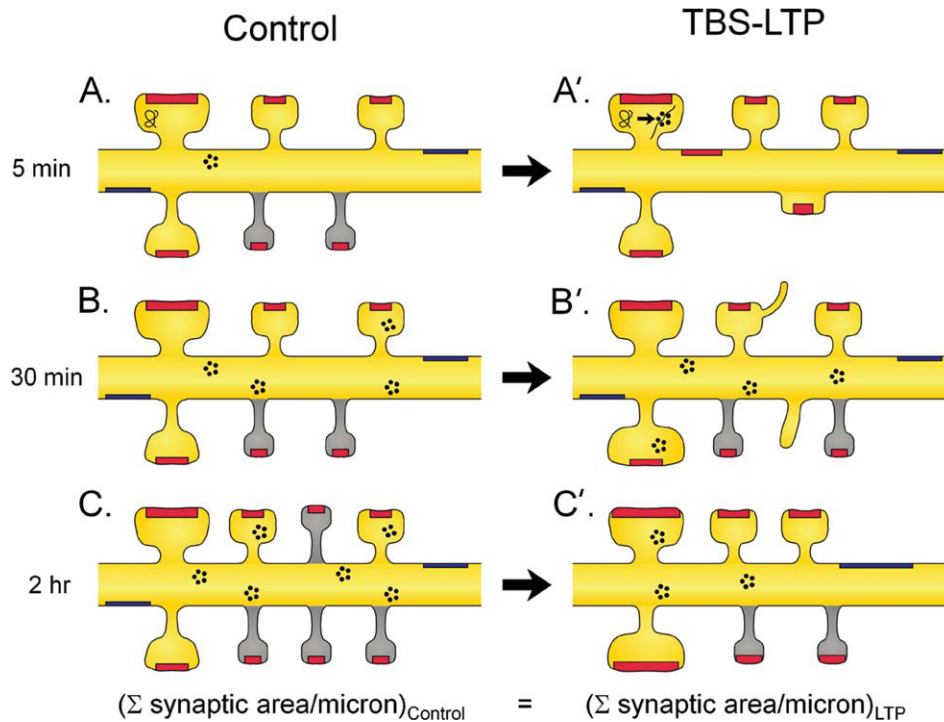 Control
TBS-LTP
A.
A'.
5 min
B.
B'.
30 min
C.
C'.
2 hr
(Σ synaptic area/micron)Control = (Σ synaptic area/micron)LTP